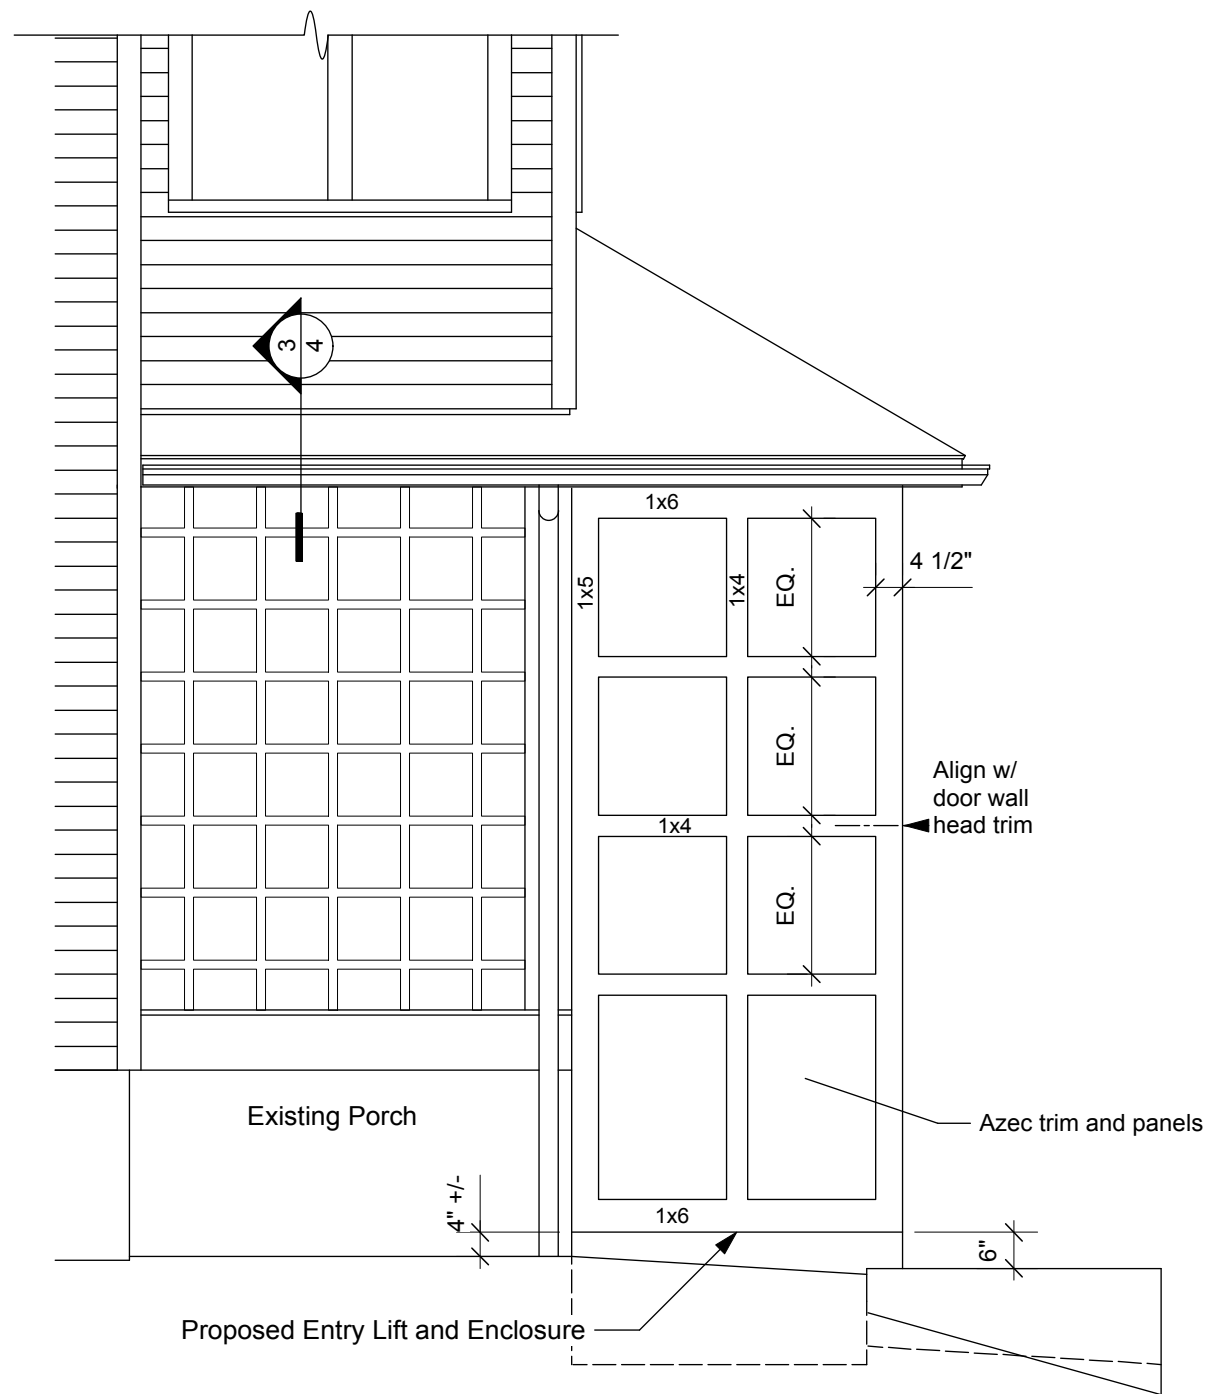 3
4
1x6
1x5
1x4
EQ.
4 1/2"
EQ.
Align w/
door wall
head trim
1x4
EQ.
Existing Porch
Azec trim and panels
4" +/-
1x6
6"
Proposed Entry Lift and Enclosure